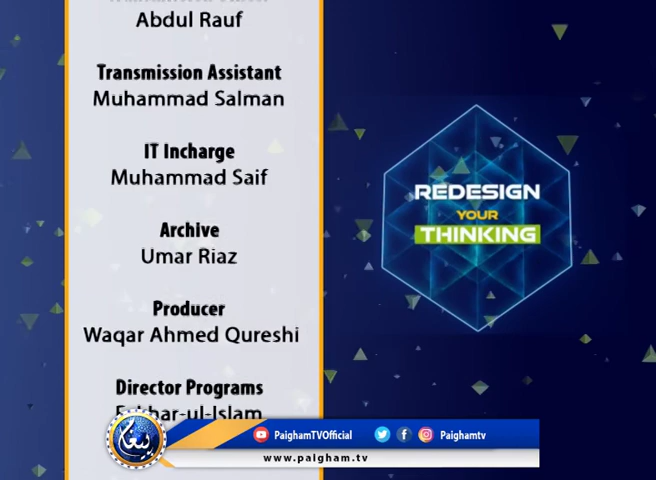 Abdul Rauf
Transmission Assistant
Muhammad Salman
IT Incharge
Muhammad Saif
Archive
Umar Riaz
Producer
Waqar Ahmed Qureshi
Director Programs
REDESIGN
YOUR
THINKING
پیغام
PaighamTVOfficial
Paighamtv
www.paigham.tv